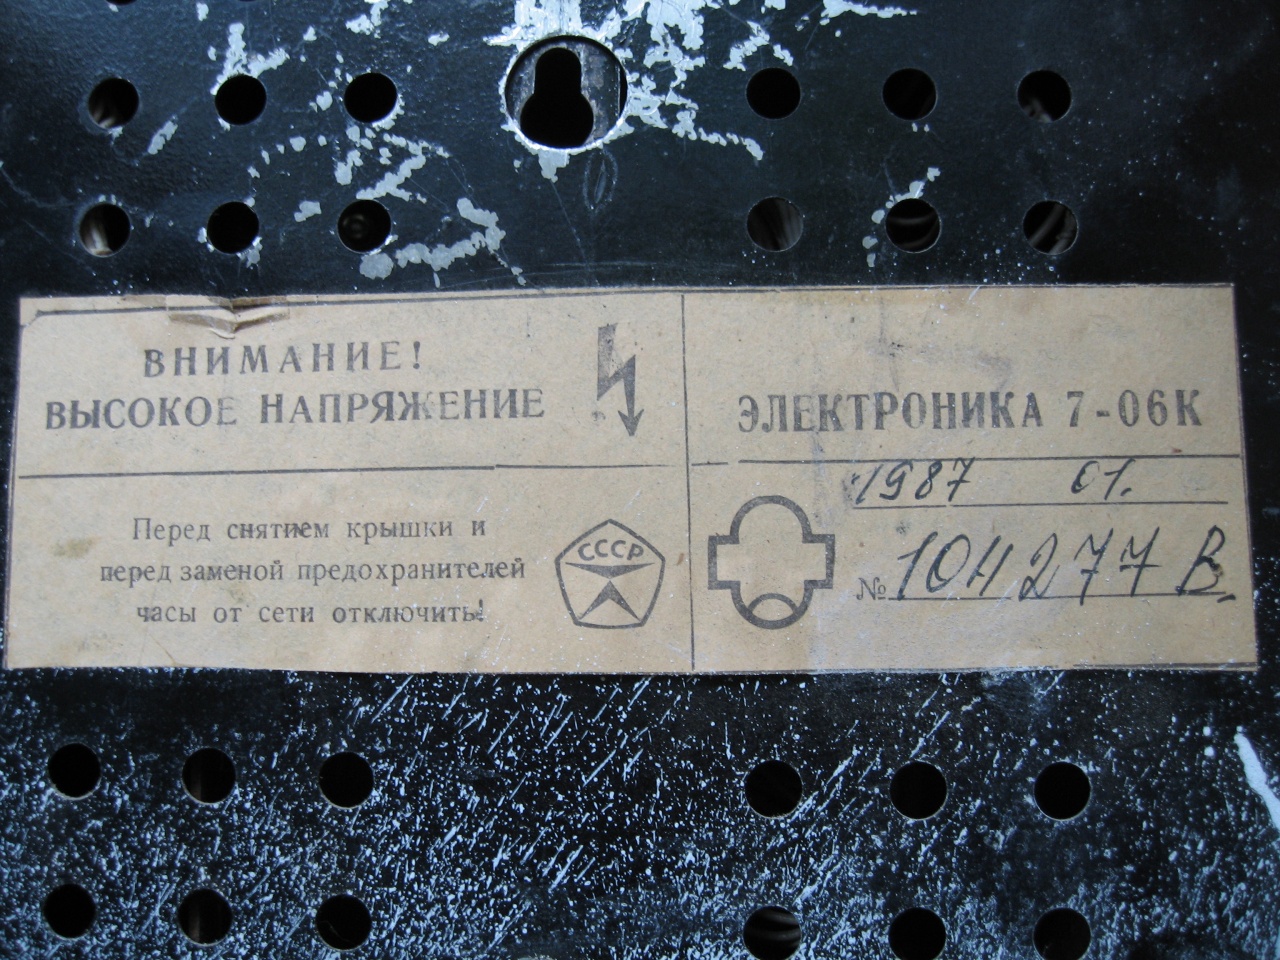 ВНИМАНИЕ!
ВЫСОКОЕ НАПРЯЖЕНИЕ
Перед снятием крышки и
перед заменой предохранителей
часы от сети отключить!
СССР
ЭЛЕКТРОНИКА 7-06К
1987 01.
№ 104277 В.